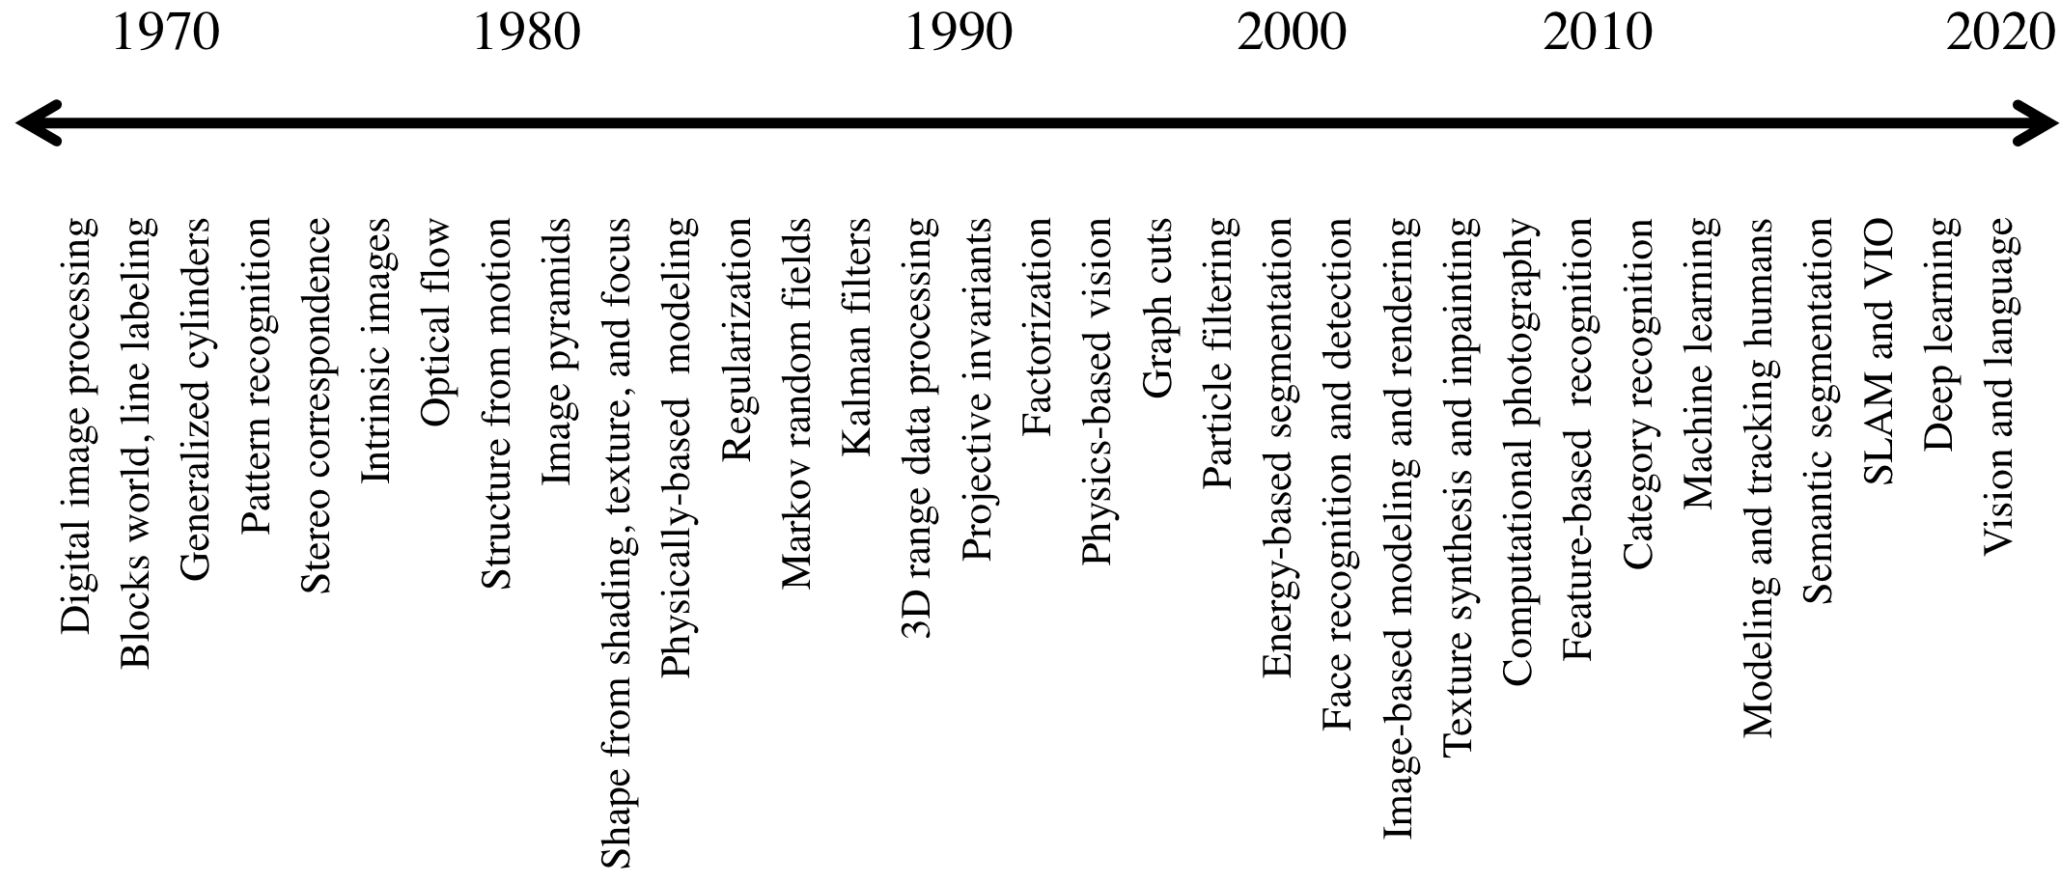 1970 1980 1990 2000 2010 2020
Digital image processing
Blocks world, line labeling
Generalized cylinders
Pattern recognition
Stereo correspondence
Intrinsic images
Optical flow
Structure from motion
Image pyramids
Shape from shading, texture, and focus
Physically-based modeling
Regularization
Markov random fields
Kalman filters
3D range data processing
Projective invariants
Factorization
Physics-based vision
Graph cuts
Particle filtering
Energy-based segmentation
Face recognition and detection
Image-based modeling and rendering
Texture synthesis and inpainting
Computational photography
Feature-based recognition
Category recognition
Machine learning
Modeling and tracking humans
Semantic segmentation
SLAM and VIO
Deep learning
Vision and language